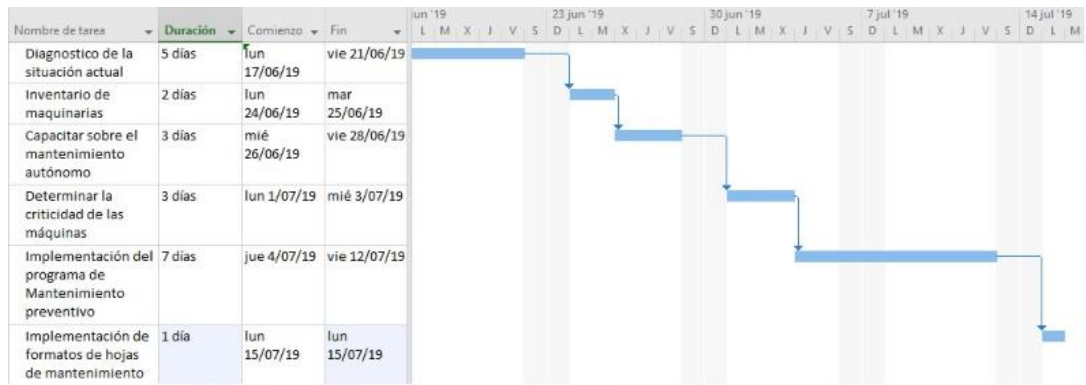 un '19 23 jun '19 30 jun '19 7 jul '19 14 jul '19
Nombre de tarea Duración Comienzo Fin L M X J V S D L M X J V S D L M X J V S D L M X J V S D L M
Diagnostico de la 5 días lun vie 21/06/19
situación actual 17/06/19
Inventario de 2 días lun mar
maquinarias 24/06/19 25/06/19
Capacitar sobre el 3 días mié vie 28/06/19
mantenimiento 26/06/19
autónomo
Determinar la 3 días lun 1/07/19 mié 3/07/19
criticidad de las
máquinas
Implementación del 7 días jue 4/07/19 vie 12/07/19
programa de
Mantenimiento
preventivo
Implementación de 1 día lun lun
formatos de hojas 15/07/19 15/07/19
de mantenimiento